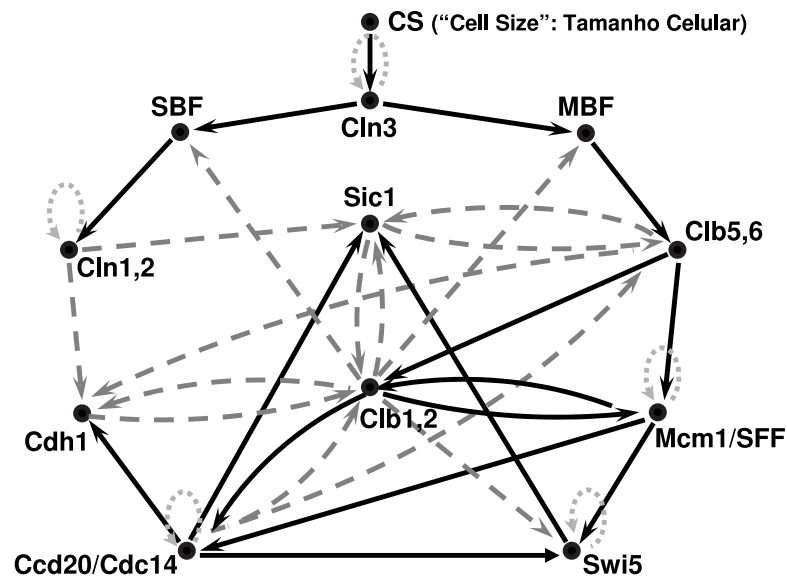 CS ("Cell Size": Tamanho Celular)
SBF
MBF
Cln3
Sic1
Clb5,6
Cln1,2
Clb1,2
Cdh1
Mcm1/SFF
Ccd20/Cdc14
Swi5